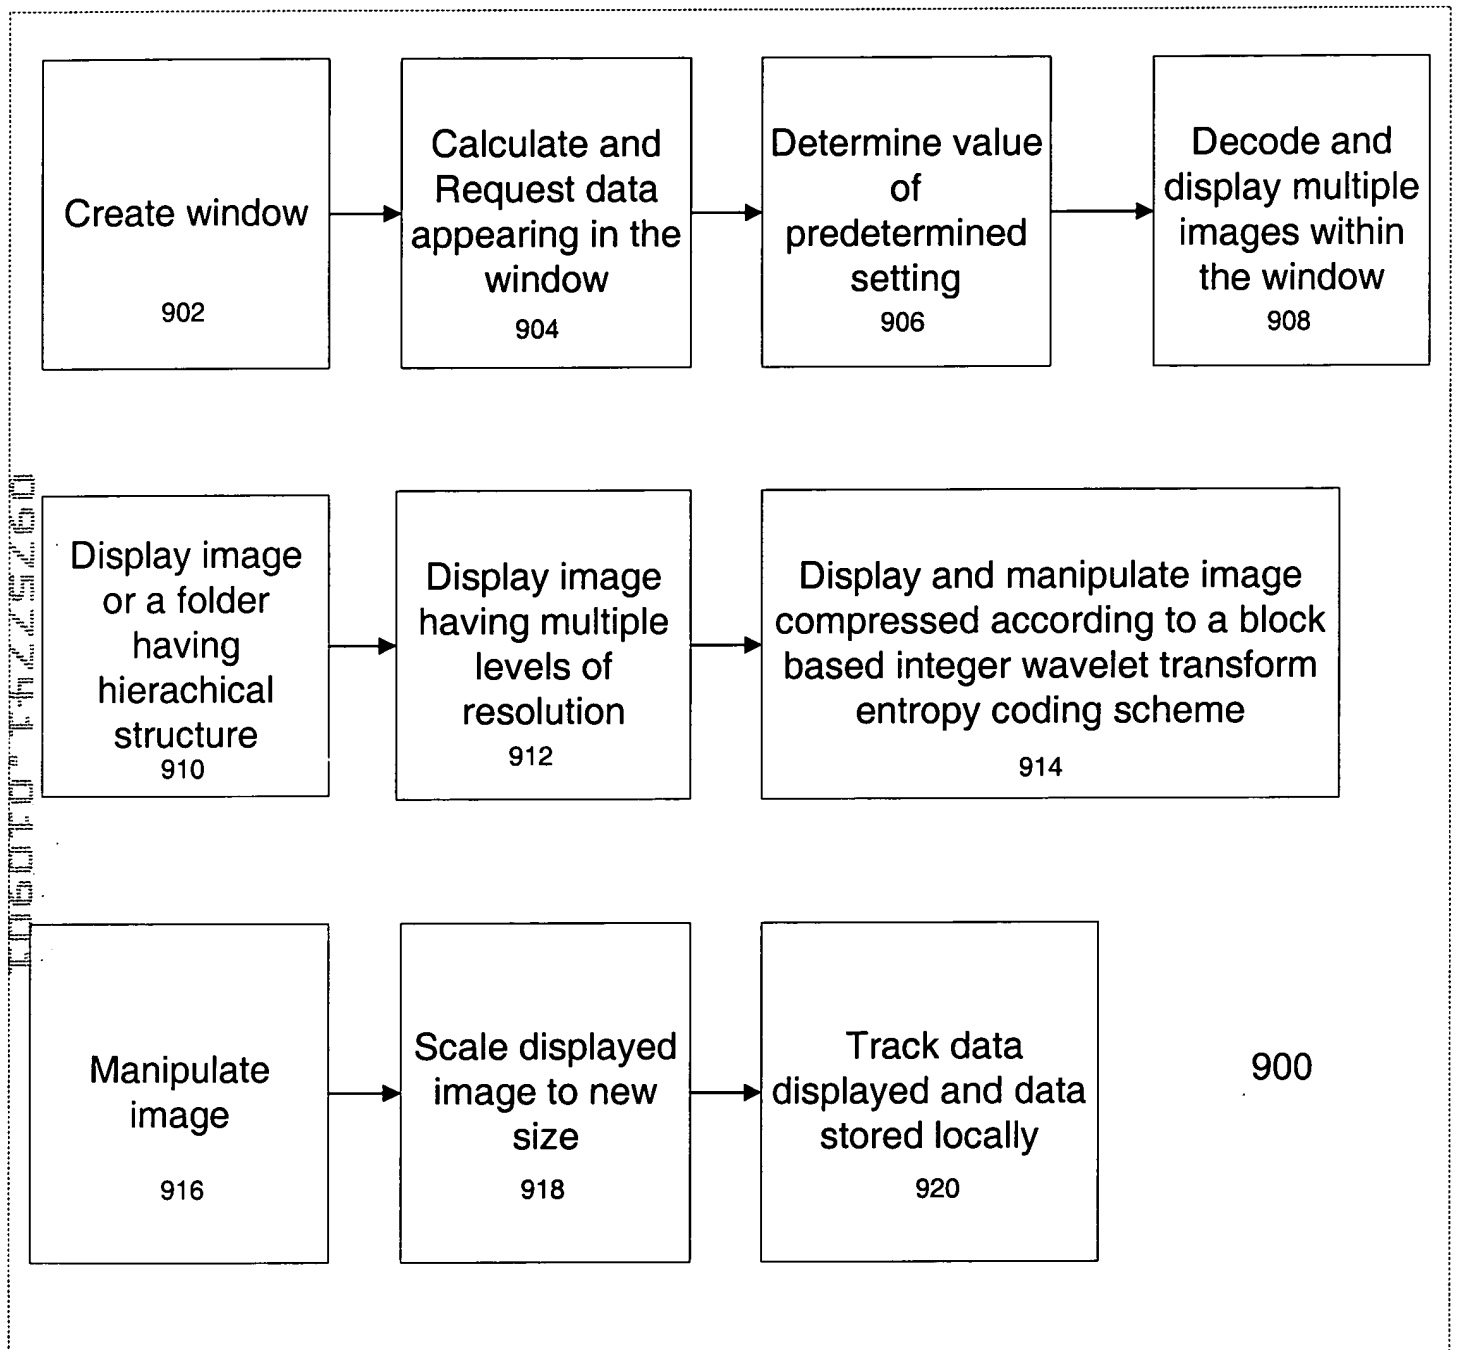 Create window
902
Calculate and
Request data
appearing in the
window
904
Determine value
of
predetermined
setting
906
Decode and
display multiple
images within
the window
908
Display image
or a folder
having
hierachical
structure
910
Display image
having multiple
levels of
resolution
912
Display and manipulate image
compressed according to a block
based integer wavelet transform
entropy coding scheme
914
Manipulate
image
916
Scale displayed
image to new
size
918
Track data
displayed and data
stored locally
920
900